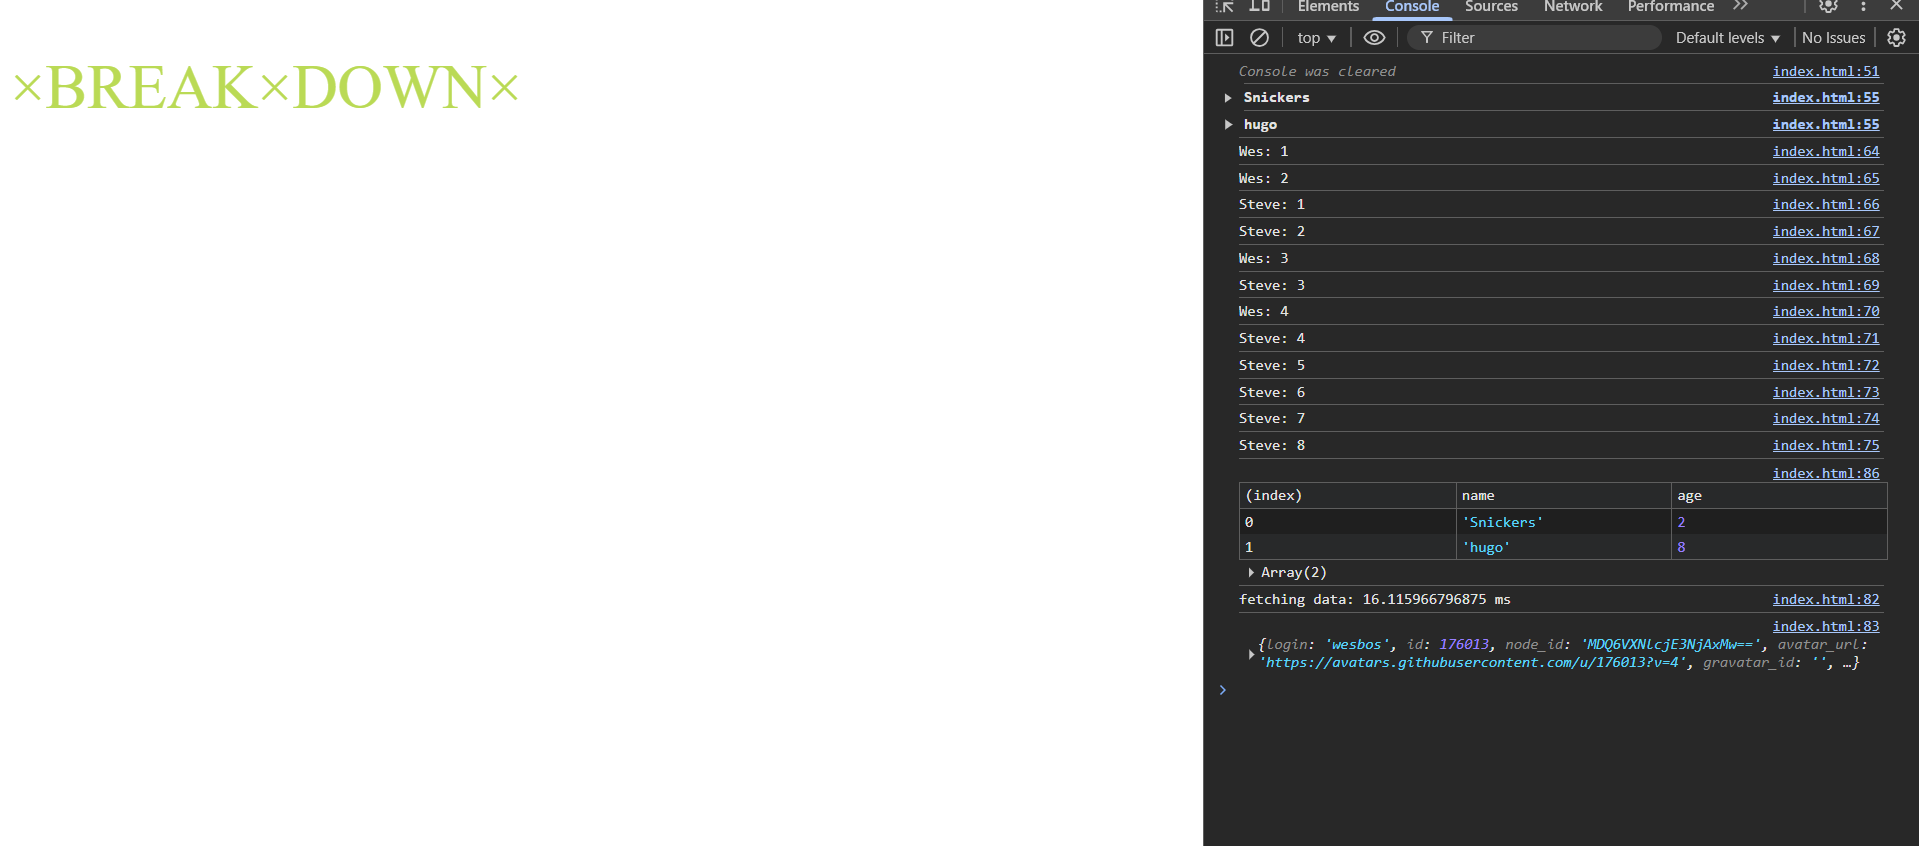 ×BREAK×DOWN×
Elements Console Sources Network Performance
top Filter Default levels No Issues
Console was cleared index.html:51
Snickers index.html:55
hugo index.html:55
Wes: 1 index.html:64
Wes: 2 index.html:65
Steve: 1 index.html:66
Steve: 2 index.html:67
Wes: 3 index.html:68
Steve: 3 index.html:69
Wes: 4 index.html:70
Steve: 4 index.html:71
Steve: 5 index.html:72
Steve: 6 index.html:73
Steve: 7 index.html:74
Steve: 8 index.html:75
index.html:86
(index) name age
0 'Snickers' 2
1 'hugo' 8
Array(2)
fetching data: 16.115966796875 ms index.html:82
index.html:83
{login: 'wesbos', id: 176013, node_id: 'MDQ6VXNlcjE3NjAxMw==', avatar_url:
'https://avatars.githubusercontent.com/u/176013?v=4', gravatar_id: '', …}